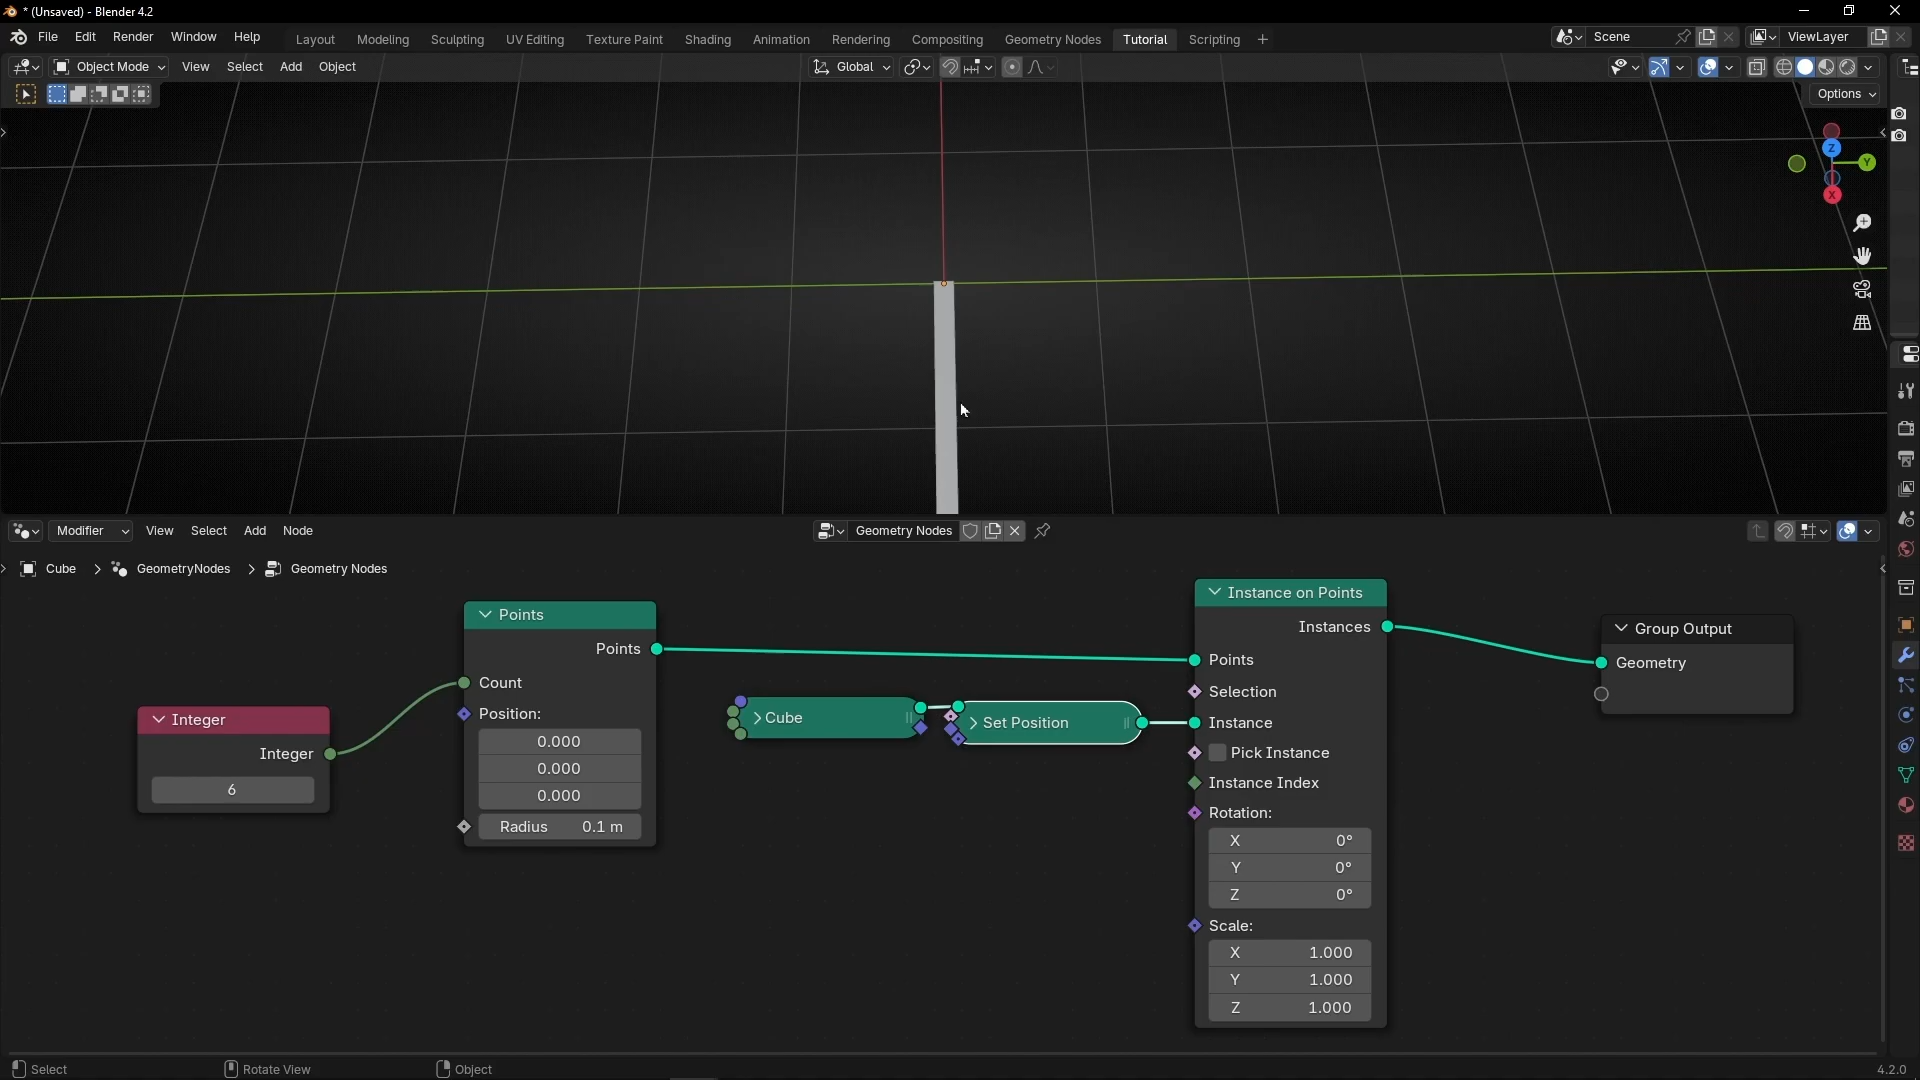 * (Unsaved) - Blender 4.2
File Edit Render Window Help Layout Modeling Sculpting UV Editing Texture Paint Shading Animation Rendering Compositing Geometry Nodes Tutorial Scripting + Scene ViewLayer
Object Mode View Select Add Object Global
Options
Z
Y
X
Modifier View Select Add Node Geometry Nodes
Cube > GeometryNodes > Geometry Nodes
Integer
Integer
6
Points
Points
Count
Position:
0.000
0.000
0.000
Radius 0.1 m
Cube
Set Position
Instance on Points
Instances
Points
Selection
Instance
Pick Instance
Instance Index
Rotation:
X 0°
Y 0°
Z 0°
Scale:
X 1.000
Y 1.000
Z 1.000
Group Output
Geometry
Select Rotate View Object 4.2.0